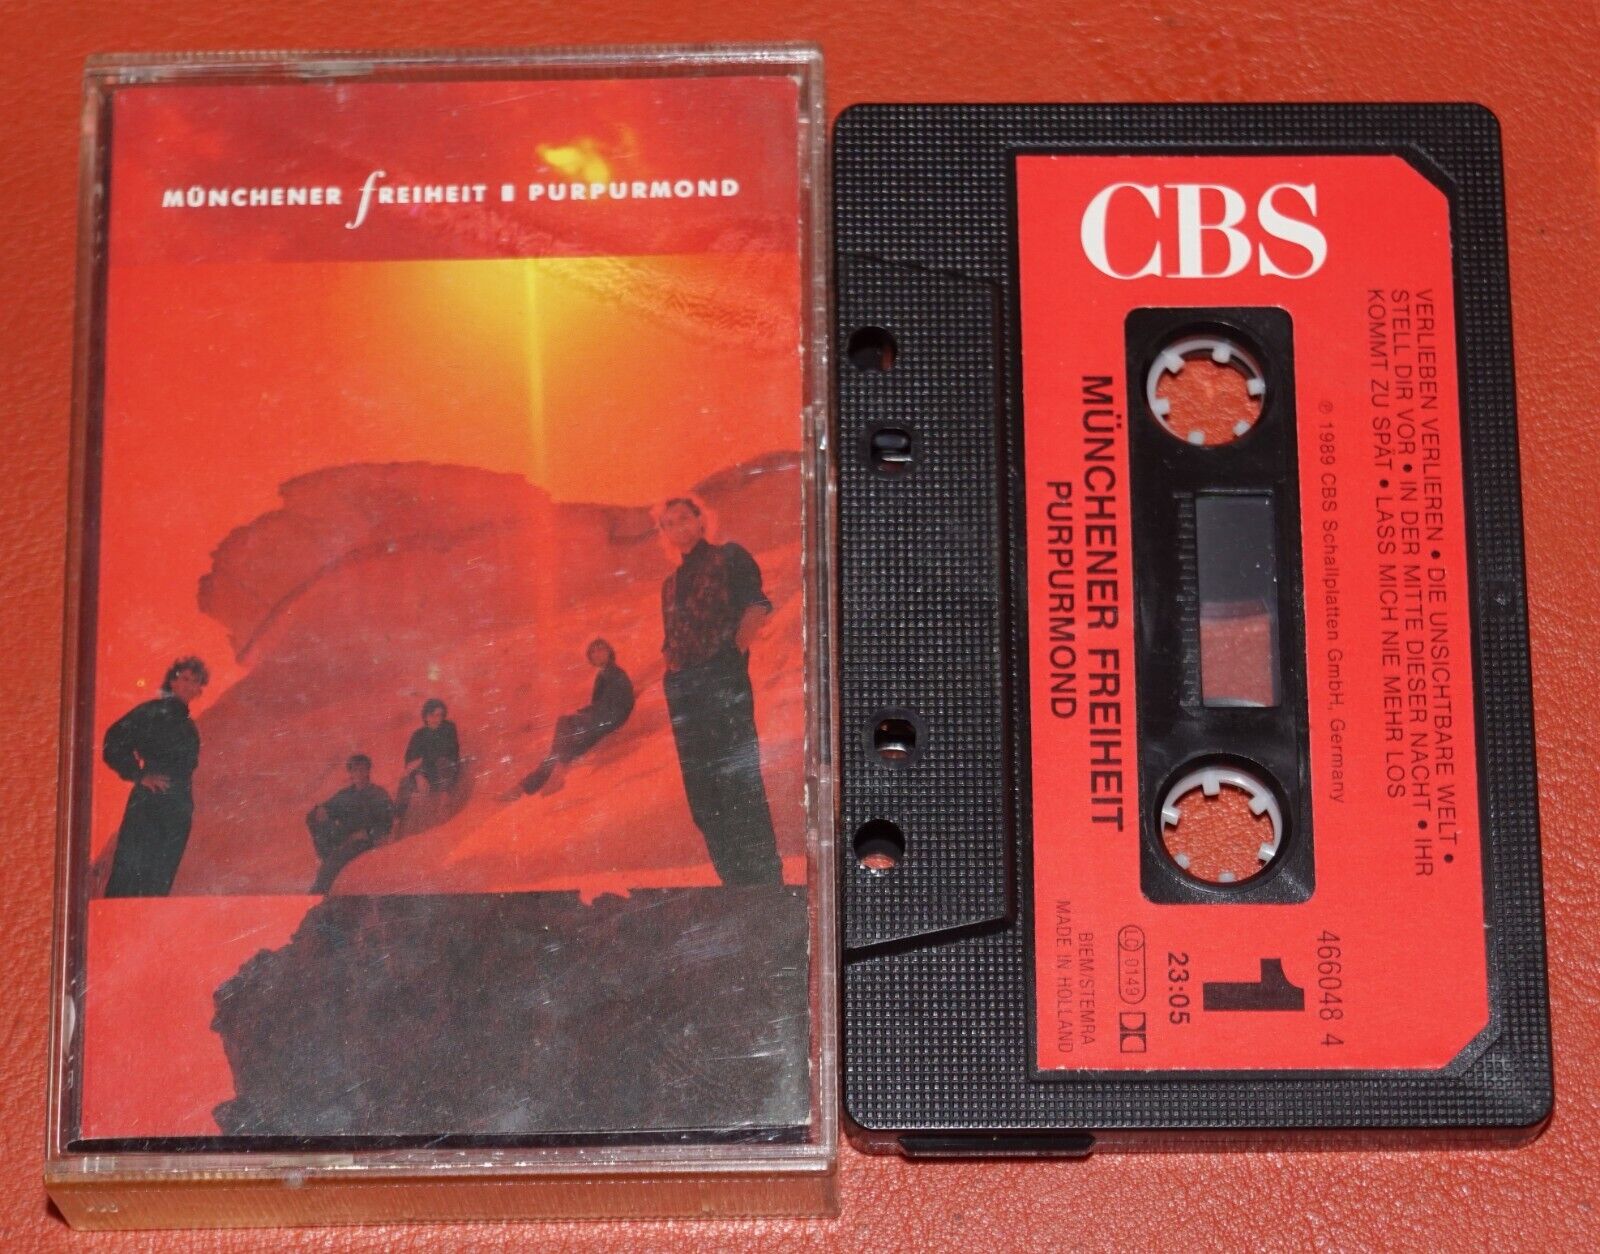 MÜNCHENER fREIHEIT ▮ PURPURMOND
CBS
VERLIEBEN VERLIEREN • DIE UNSICHTBARE WELT •
STELL DIR VOR • IN DER MITTE DIESER NACHT • IHR
KOMMT ZU SPÄT • LASS MICH NIE MEHR LOS
℗ 1989 CBS Schallplatten GmbH, Germany
MÜNCHENER FREIHEIT
PURPURMOND
466048 4
1
23:05
LC 0149
BIEM/STEMRA
MADE IN HOLLAND